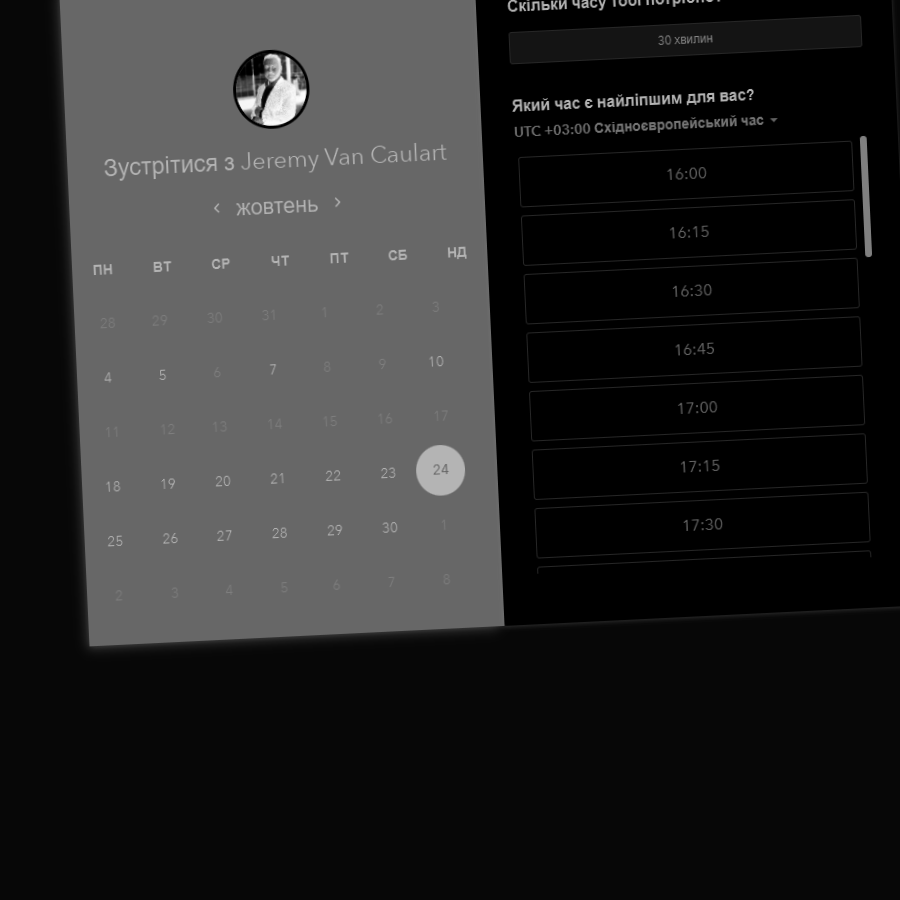 Зустрітися з Jeremy Van Caulart
жовтень
ПН ВТ СР ЧТ ПТ СБ НД
28 29 30 31 1 2 3
4 5 6 7 8 9 10
11 12 13 14 15 16 17
18 19 20 21 22 23 24
25 26 27 28 29 30 1
2 3 4 5 6 7 8
Скільки часу тобі потрібно?
30 хвилин
Який час є найліпшим для вас?
UTC +03:00 Східноєвропейський час
16:00
16:15
16:30
16:45
17:00
17:15
17:30